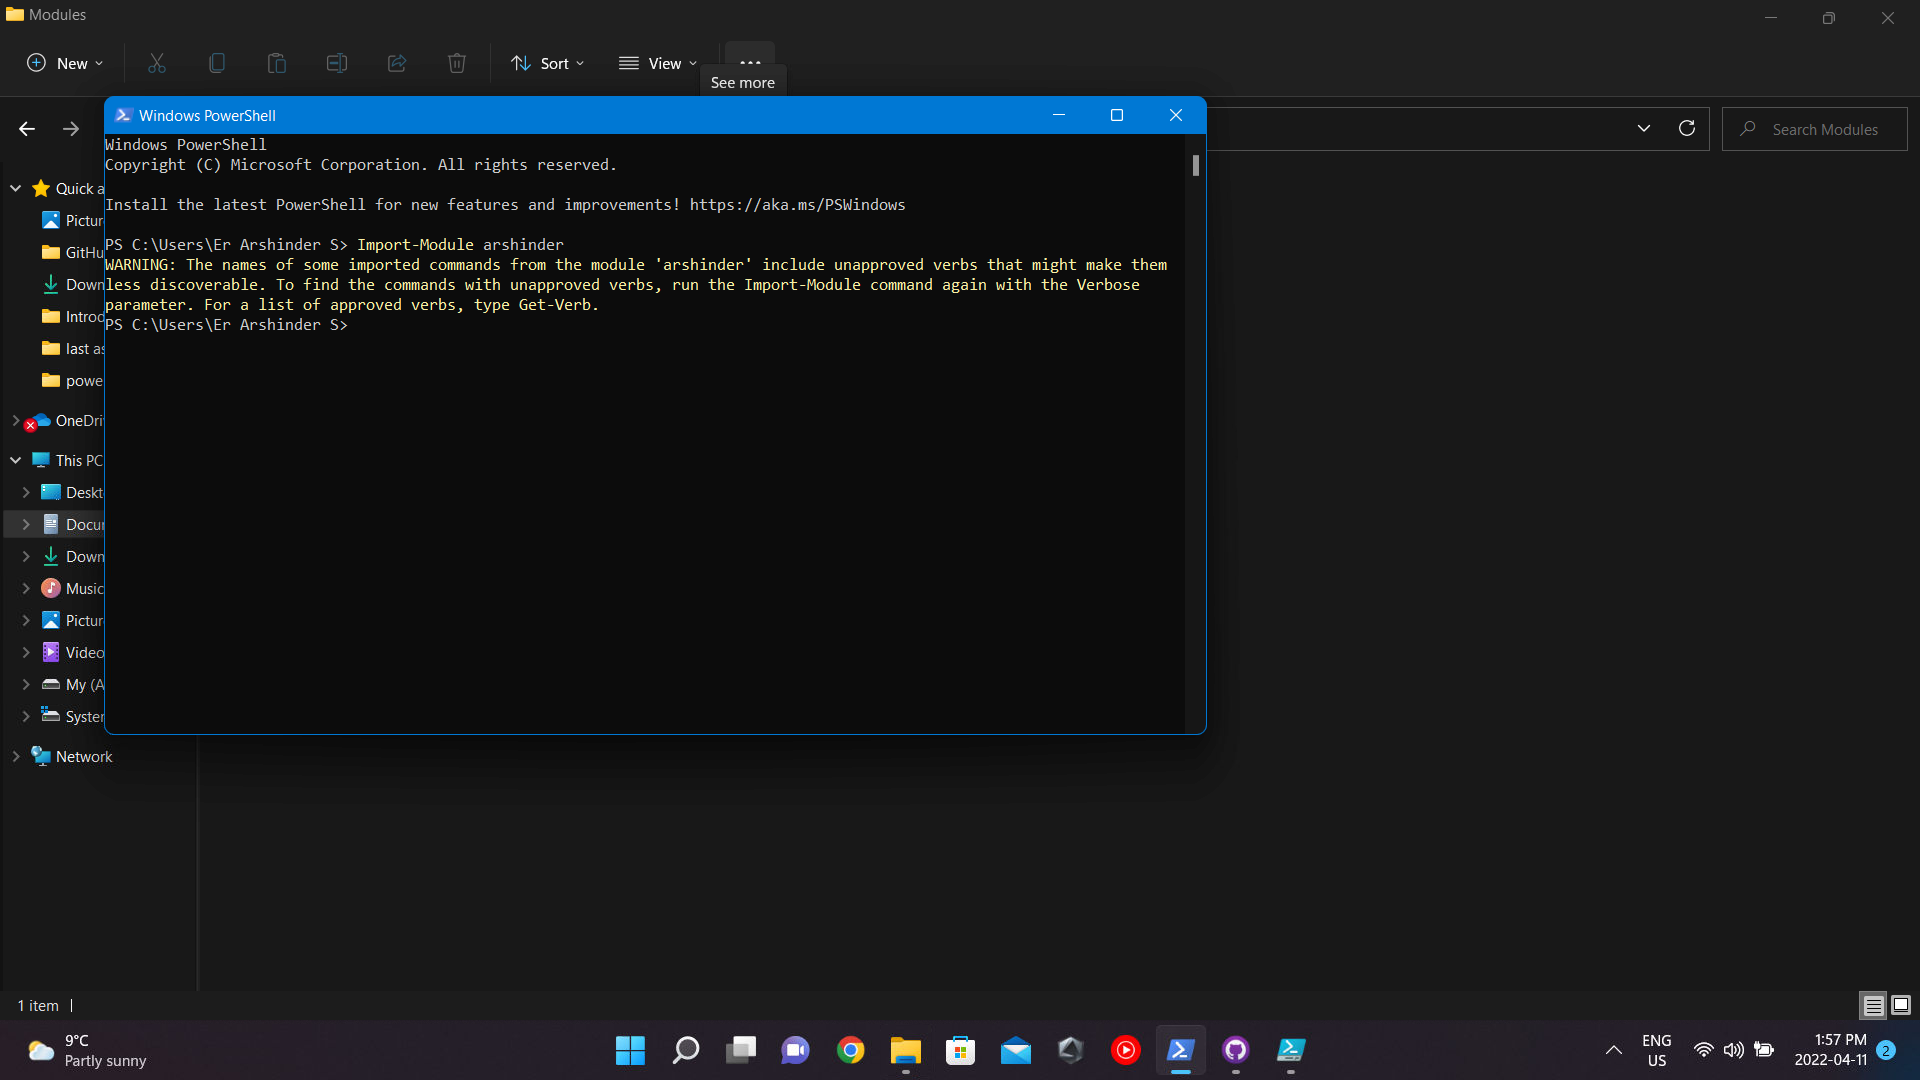 Modules
New
Sort
View
See more
Windows PowerShell
Search Modules
Windows PowerShell
Copyright (C) Microsoft Corporation. All rights reserved.
Install the latest PowerShell for new features and improvements! https://aka.ms/PSWindows
PS C:\Users\Er Arshinder S> Import-Module arshinder
WARNING: The names of some imported commands from the module 'arshinder' include unapproved verbs that might make them
less discoverable. To find the commands with unapproved verbs, run the Import-Module command again with the Verbose
parameter. For a list of approved verbs, type Get-Verb.
PS C:\Users\Er Arshinder S>
Quick a
Pictur
GitHu
Down
Introd
last as
powe
OneDri
This PC
Deskt
Docur
Down
Music
Pictur
Video
My (A
Syster
Network
1 item
9°C
Partly sunny
ENG
US
1:57 PM
2022-04-11
2